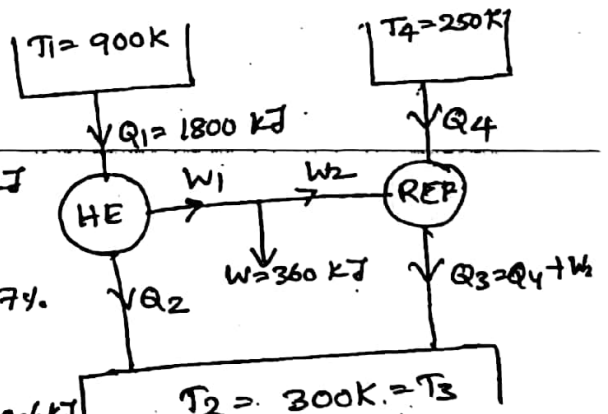 T1= 900K
T4=250K
Q1= 1800 kJ
Q4
W1
W2
HE
REF
W=360 kJ
Q3=Q4+W2
7%.
Q2
T2= 300K.=T3